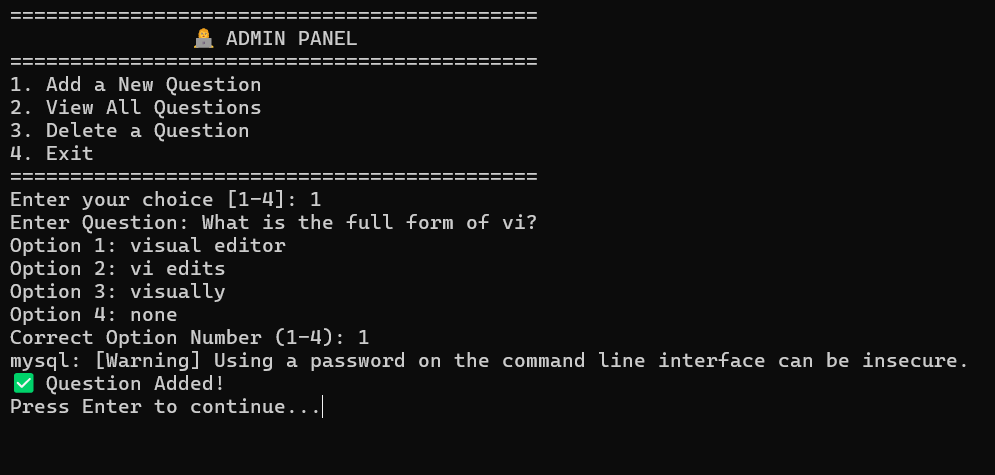 ============================================
🧑‍💻 ADMIN PANEL
============================================
1. Add a New Question
2. View All Questions
3. Delete a Question
4. Exit
============================================
Enter your choice [1-4]: 1
Enter Question: What is the full form of vi?
Option 1: visual editor
Option 2: vi edits
Option 3: visually
Option 4: none
Correct Option Number (1-4): 1
mysql: [Warning] Using a password on the command line interface can be insecure.
✅ Question Added!
Press Enter to continue...